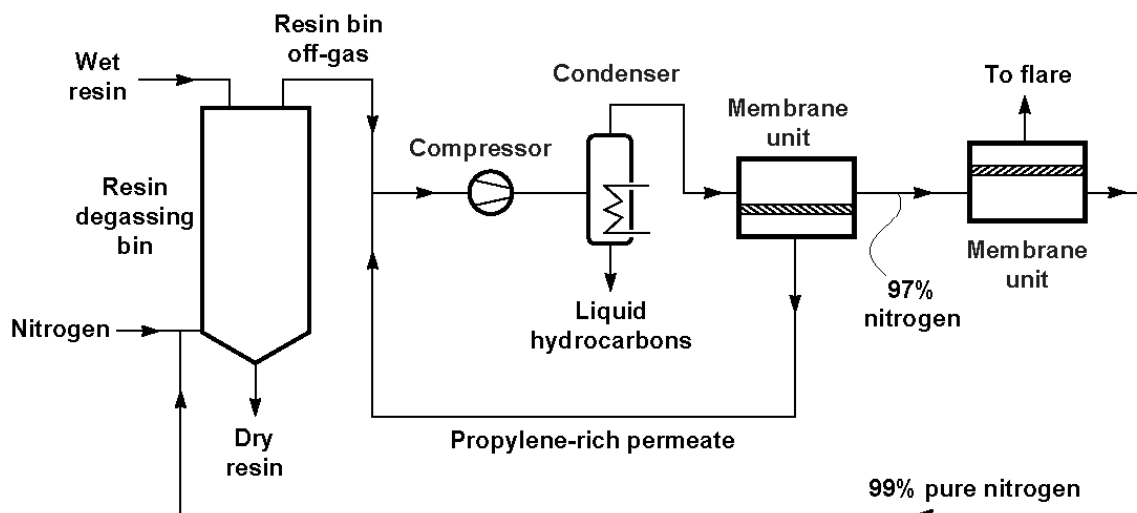 Resin bin
off-gas
Wet
resin
Condenser
To flare
Membrane
unit
Compressor
Resin
degassing
bin
Membrane
unit
97%
nitrogen
Liquid
hydrocarbons
Nitrogen
Dry
resin
Propylene-rich permeate
99% pure nitrogen